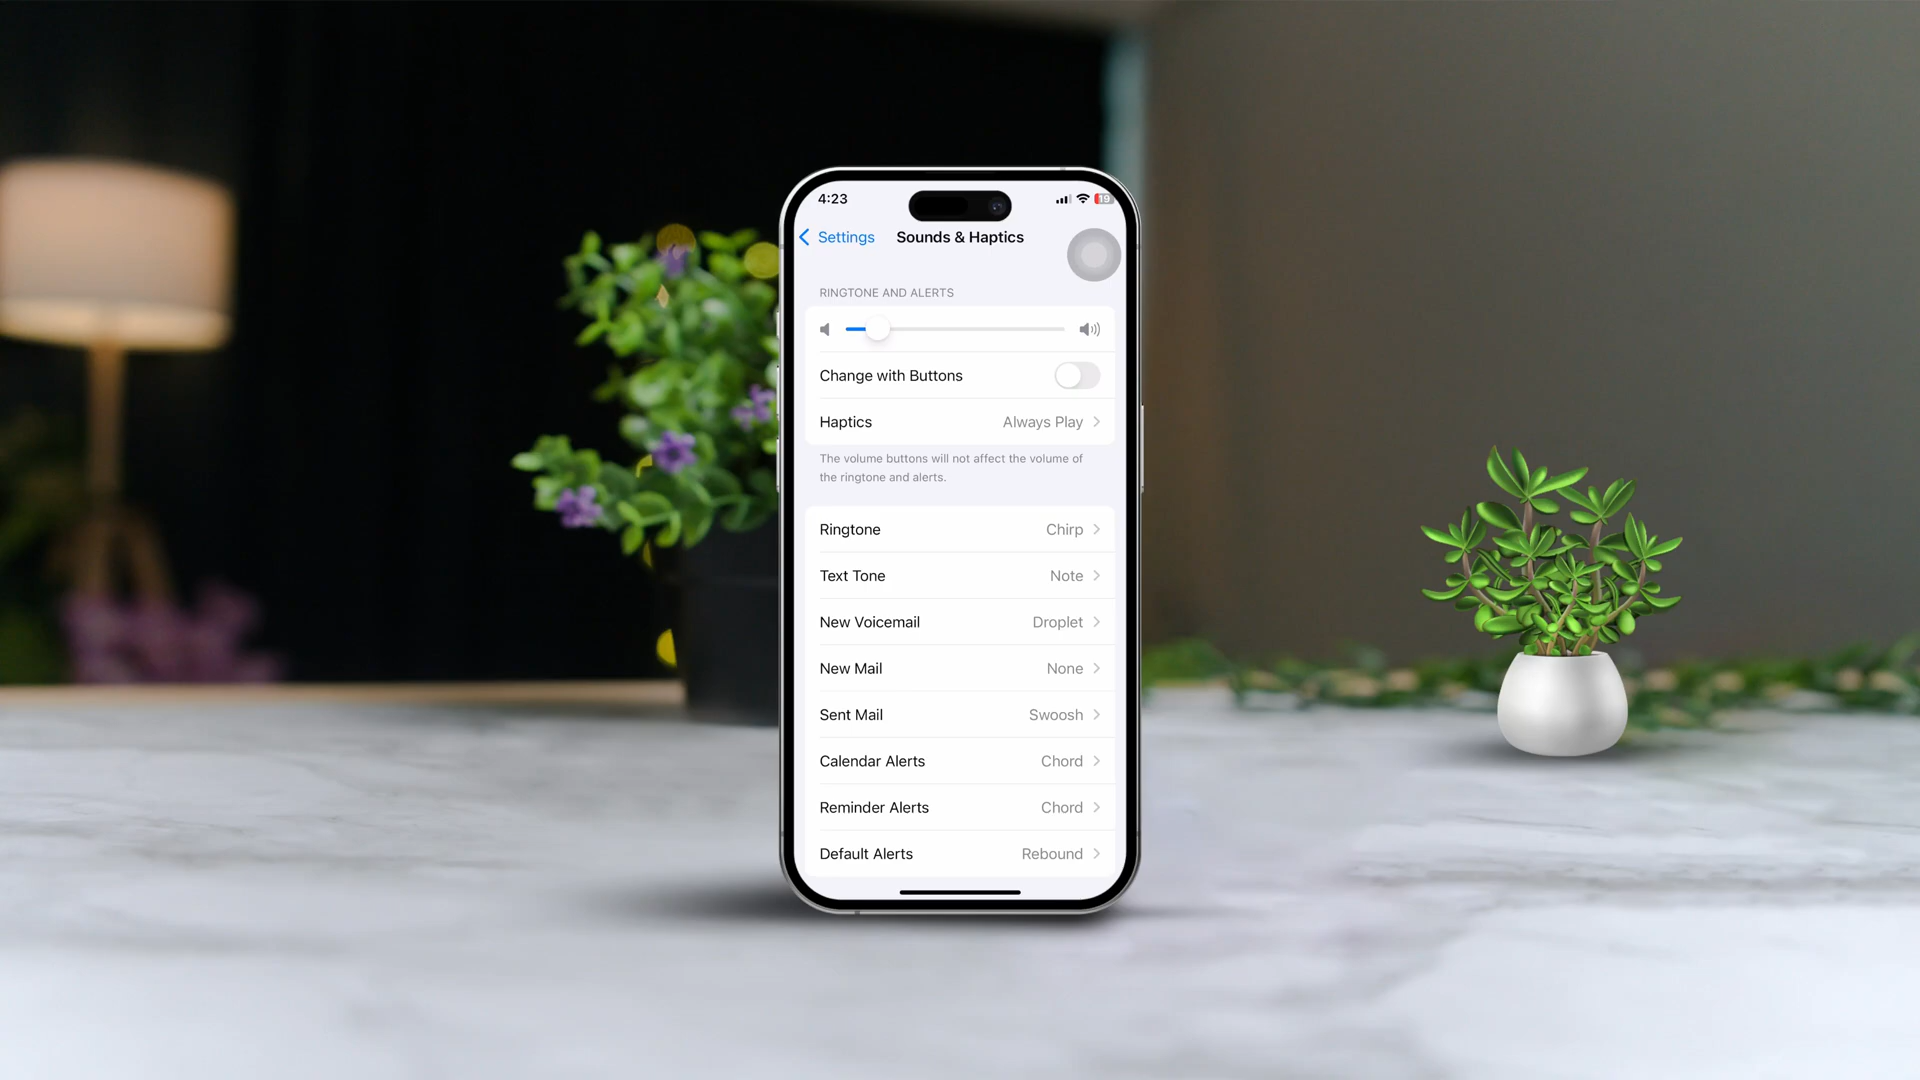 4:23
19
Settings
Sounds & Haptics
RINGTONE AND ALERTS
Change with Buttons
Haptics Always Play
The volume buttons will not affect the volume of
the ringtone and alerts.
Ringtone Chirp
Text Tone Note
New Voicemail Droplet
New Mail None
Sent Mail Swoosh
Calendar Alerts Chord
Reminder Alerts Chord
Default Alerts Rebound